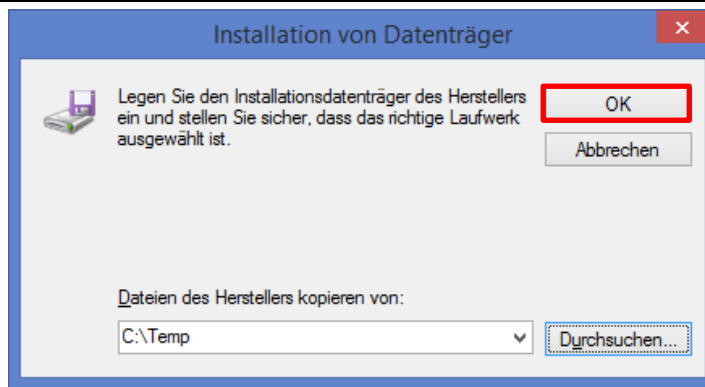 Installation von Datenträger
Legen Sie den Installationsdatenträger des Herstellers
ein und stellen Sie sicher, dass das richtige Laufwerk
ausgewählt ist.
OK
Abbrechen
Dateien des Herstellers kopieren von:
C:\Temp
Durchsuchen...